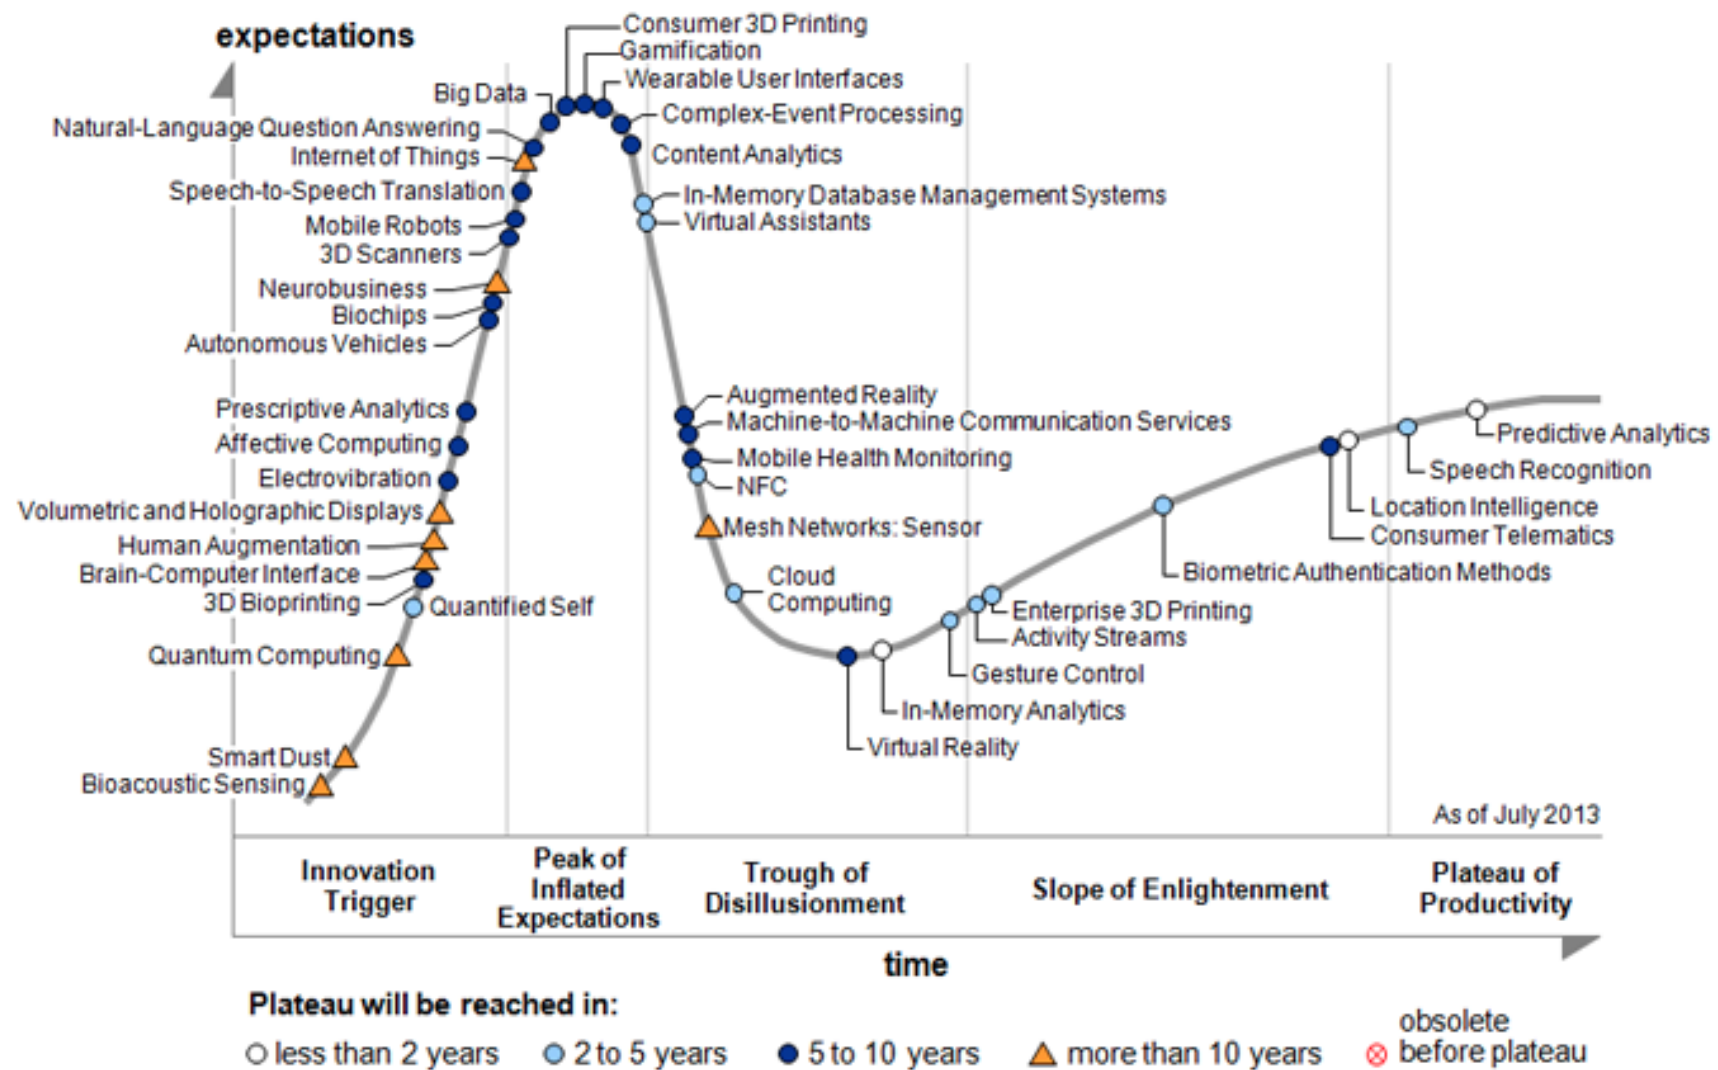 expectations
Consumer 3D Printing
Gamification
Wearable User Interfaces
Big Data
Complex-Event Processing
Natural-Language Question Answering
Internet of Things
Content Analytics
Speech-to-Speech Translation
In-Memory Database Management Systems
Mobile Robots
Virtual Assistants
3D Scanners
Neurobusiness
Biochips
Autonomous Vehicles
Augmented Reality
Prescriptive Analytics
Machine-to-Machine Communication Services
Affective Computing
Mobile Health Monitoring
Electrovibration
NFC
Volumetric and Holographic Displays
Mesh Networks: Sensor
Human Augmentation
Brain-Computer Interface
Cloud
Computing
3D Bioprinting
Quantified Self
Quantum Computing
Smart Dust
Bioacoustic Sensing
Predictive Analytics
Speech Recognition
Location Intelligence
Consumer Telematics
Biometric Authentication Methods
Enterprise 3D Printing
Activity Streams
Gesture Control
In-Memory Analytics
Virtual Reality
As of July 2013
Innovation
Trigger
Peak of
Inflated
Expectations
Trough of
Disillusionment
Slope of Enlightenment
Plateau of
Productivity
time
Plateau will be reached in:
less than 2 years
2 to 5 years
5 to 10 years
more than 10 years
obsolete
before plateau